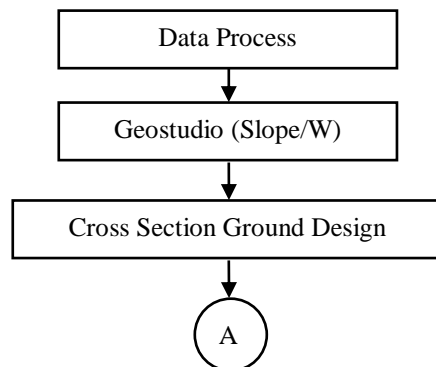 Data Process
Geostudio (Slope/W)
Cross Section Ground Design
A